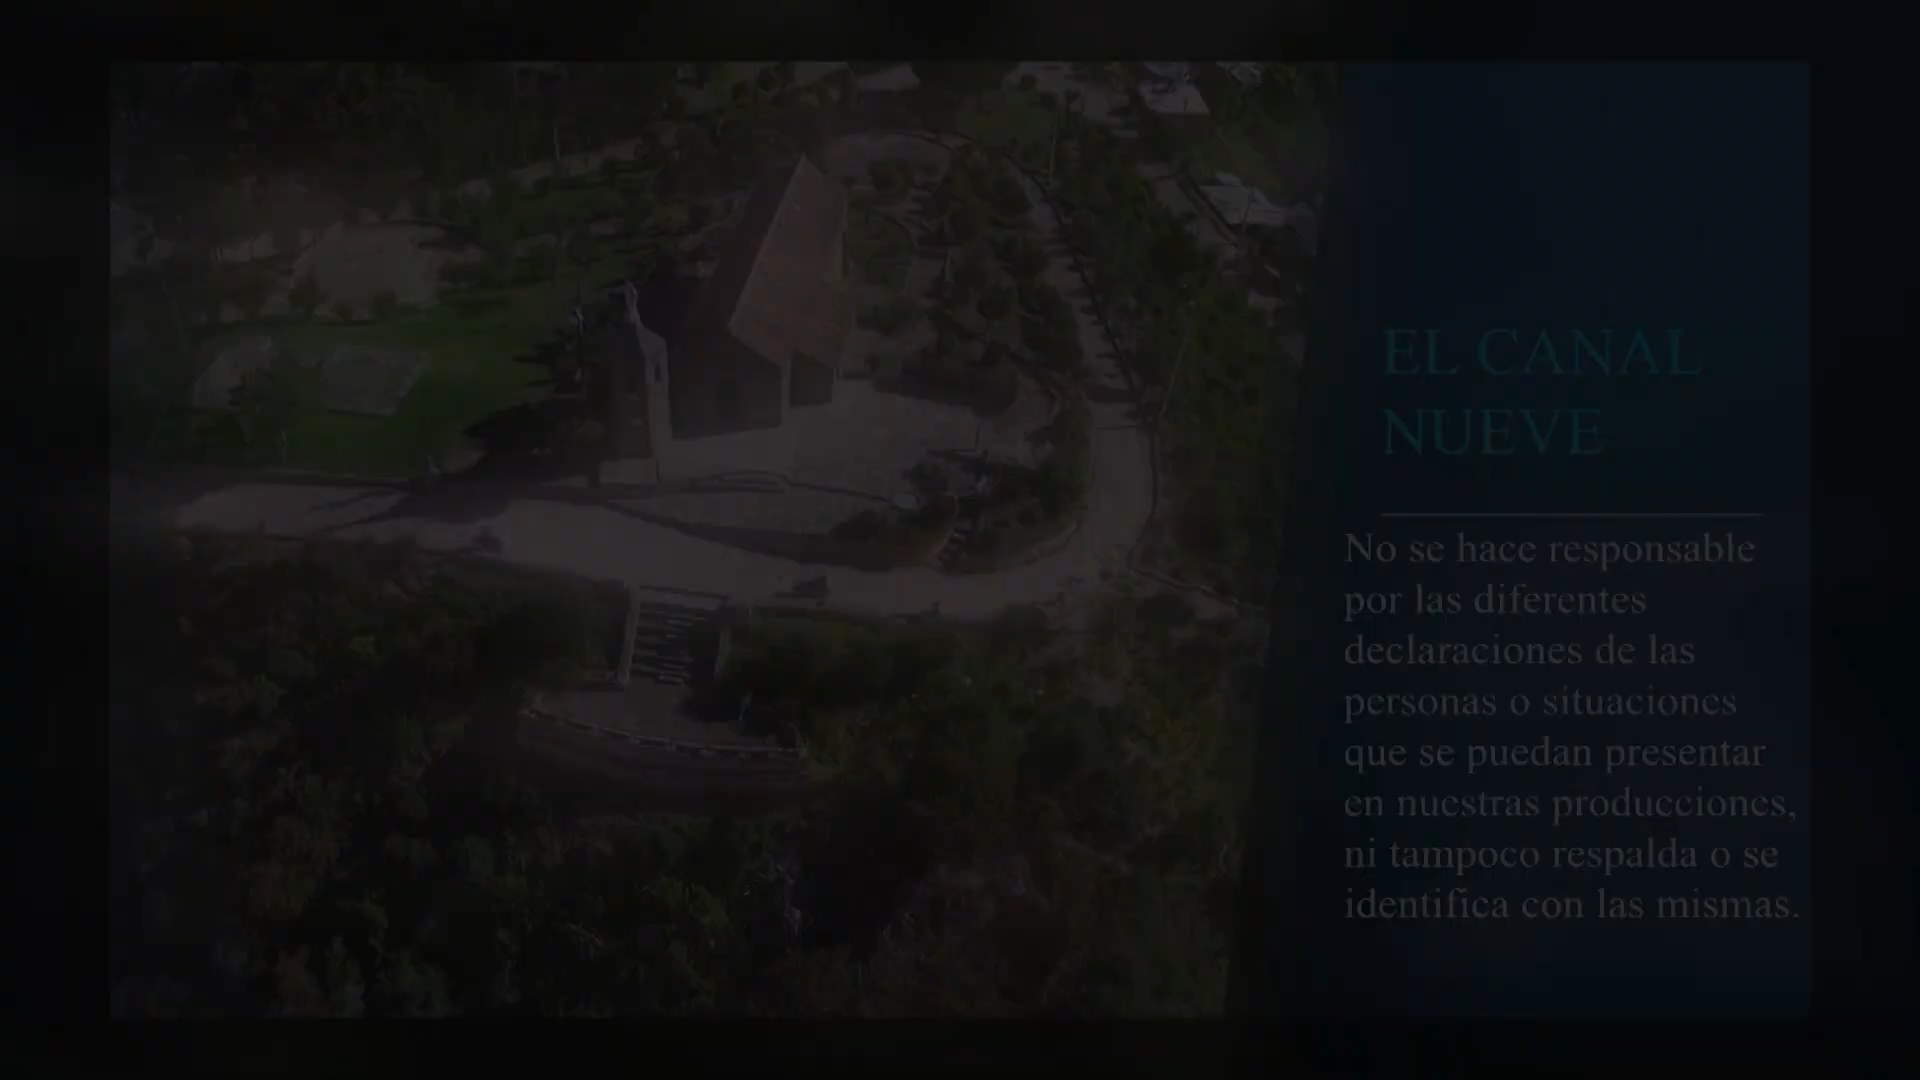 EL CANAL
NUEVE
No se hace responsable
por las diferentes
declaraciones de las
personas o situaciones
que se puedan presentar
en nuestras producciones,
ni tampoco respalda o se
identifica con las mismas.